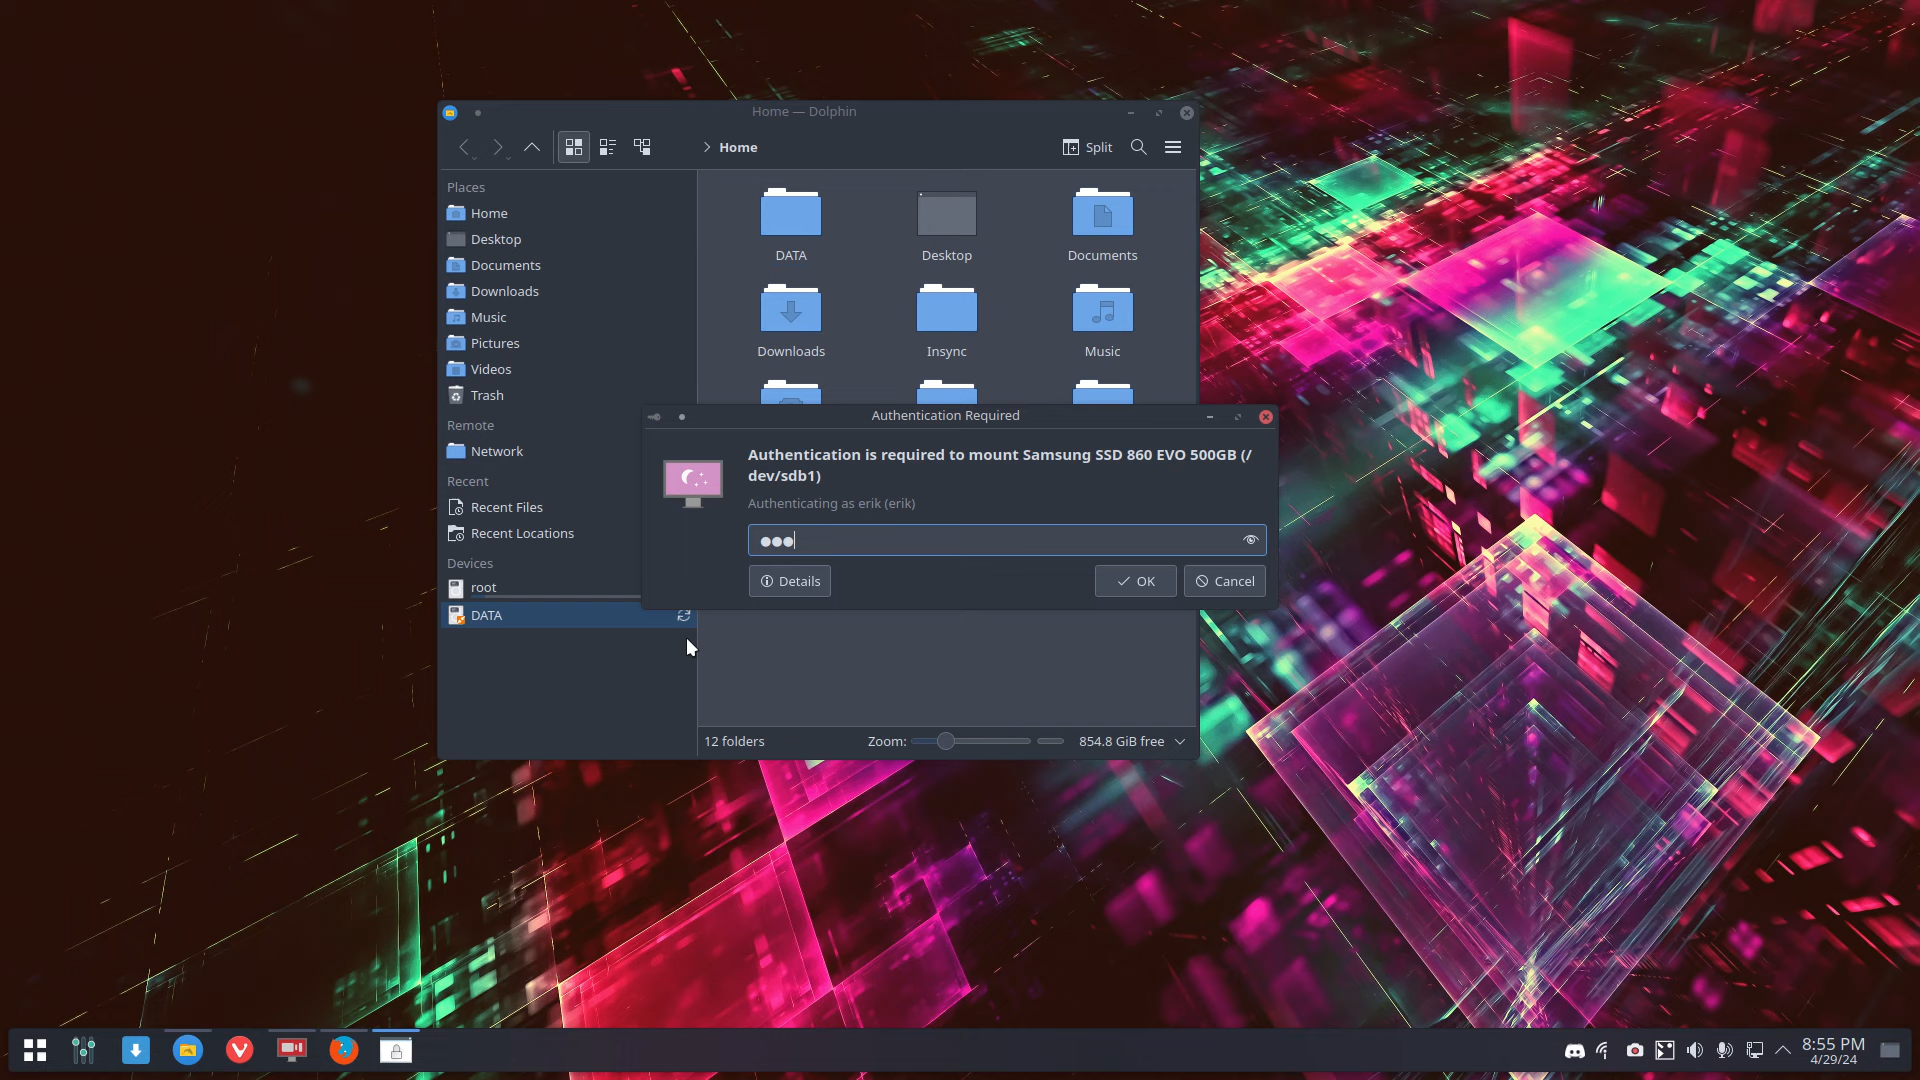 Home — Dolphin
Home
Split
Places
Home
Desktop
Documents
Downloads
Music
Pictures
Videos
Trash
Remote
Network
Recent
Recent Files
Recent Locations
Devices
root
DATA
DATA
Desktop
Documents
Downloads
Insync
Music
Authentication Required
Authentication is required to mount Samsung SSD 860 EVO 500GB (/
dev/sdb1)
Authenticating as erik (erik)
Details
OK
Cancel
12 folders
Zoom:
854.8 GiB free
8:55 PM
4/29/24